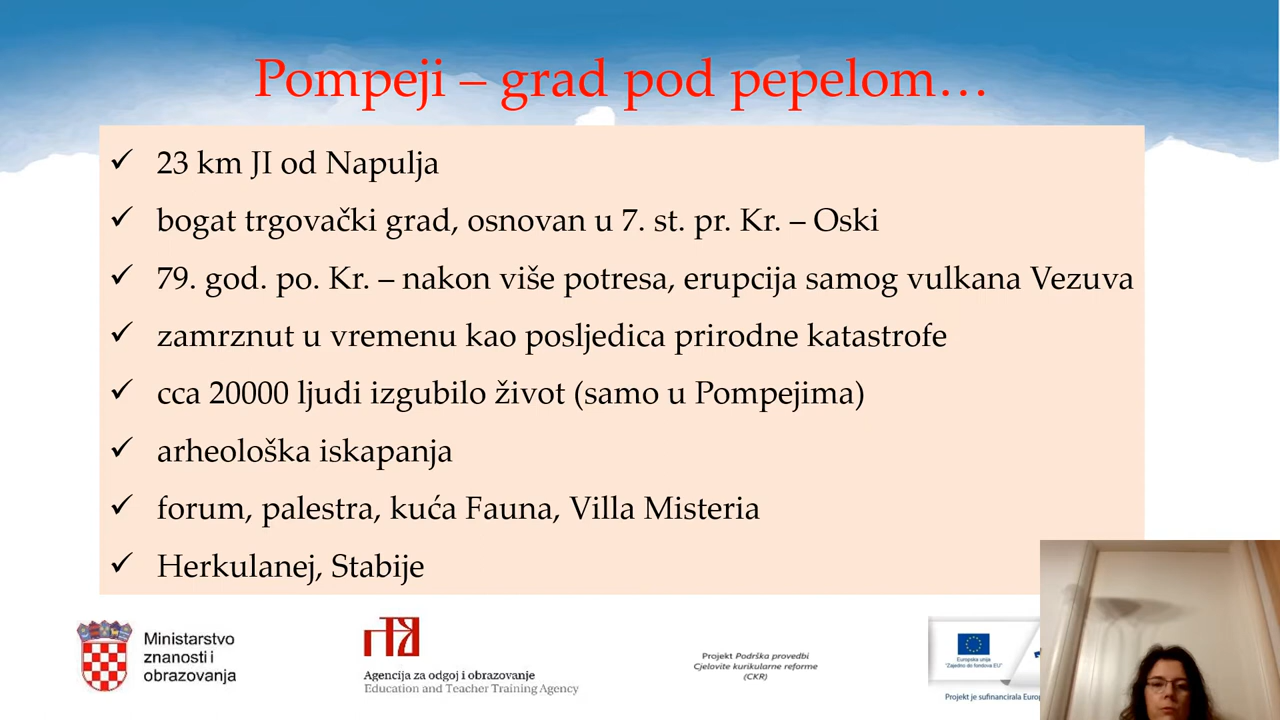 Pompeji – grad pod pepelom…
23 km JI od Napulja
bogat trgovački grad, osnovan u 7. st. pr. Kr. – Oski
79. god. po. Kr. – nakon više potresa, erupcija samog vulkana Vezuva
zamrznut u vremenu kao posljedica prirodne katastrofe
cca 20000 ljudi izgubilo život (samo u Pompejima)
arheološka iskapanja
forum, palestra, kuća Fauna, Villa Misteria
Herkulanej, Stabije
Ministarstvo
znanosti i
obrazovanja
Agencija za odgoj i obrazovanje
Education and Teacher Training Agency
Projekt Podrška provedbi
Cjelovite kurikularne reforme
(CKR)
Europska unija
"Zajedno do fondova EU"
Projekt je sufinancirala